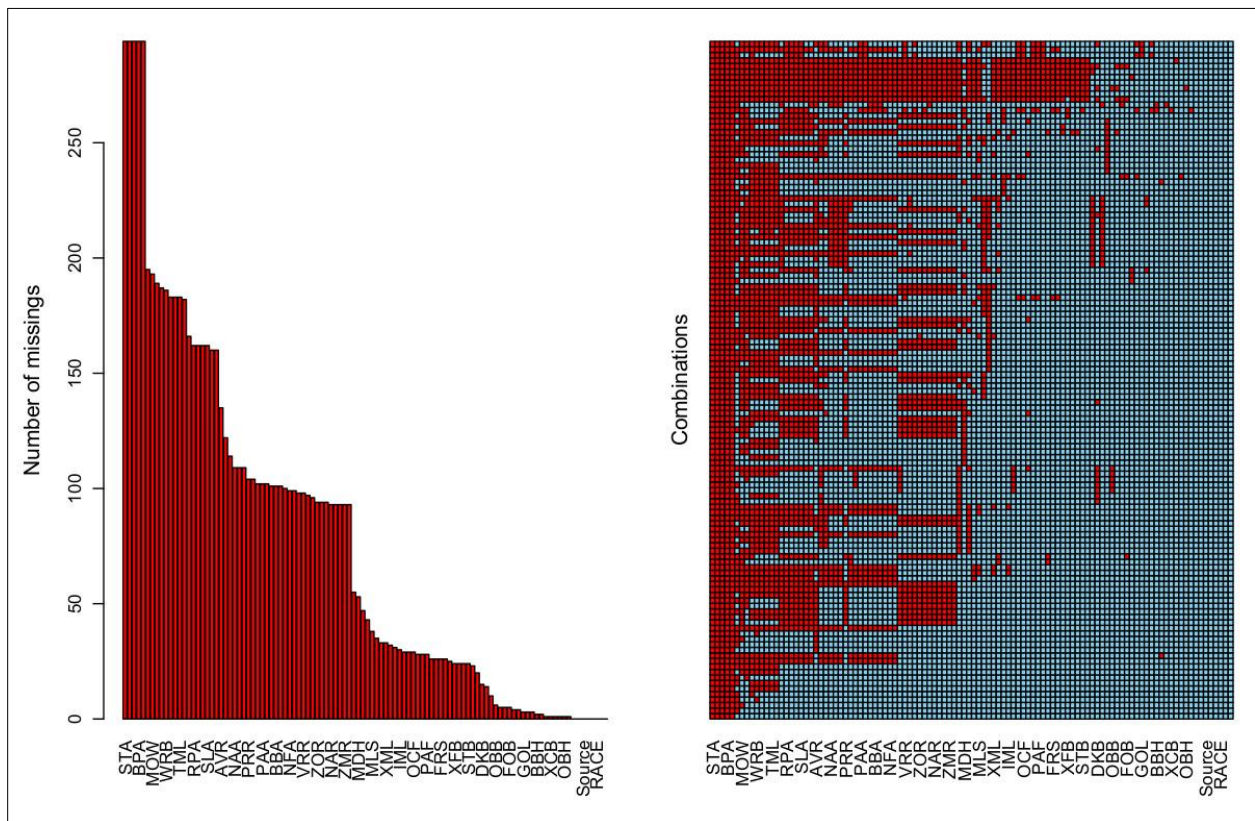 Number of missings
250
200
150
100
50
0
STA
BPA
MOW
WRB
TML
RPA
SLA
AVR
NAA
PRR
PAA
BBA
NFA
VRR
ZOR
NAR
ZMR
MDH
MLS
XML
IML
OCF
PAF
FRS
XFB
STB
DKB
OBB
FOB
GOL
BBH
XCB
OBH
Source
RACE
Combinations
STA
BPA
MOW
WRB
TML
RPA
SLA
AVR
NAA
PRR
PAA
BBA
NFA
VRR
ZOR
NAR
ZMR
MDH
MLS
XML
IML
OCF
PAF
FRS
XFB
STB
DKB
OBB
FOB
GOL
BBH
XCB
OBH
Source
RACE